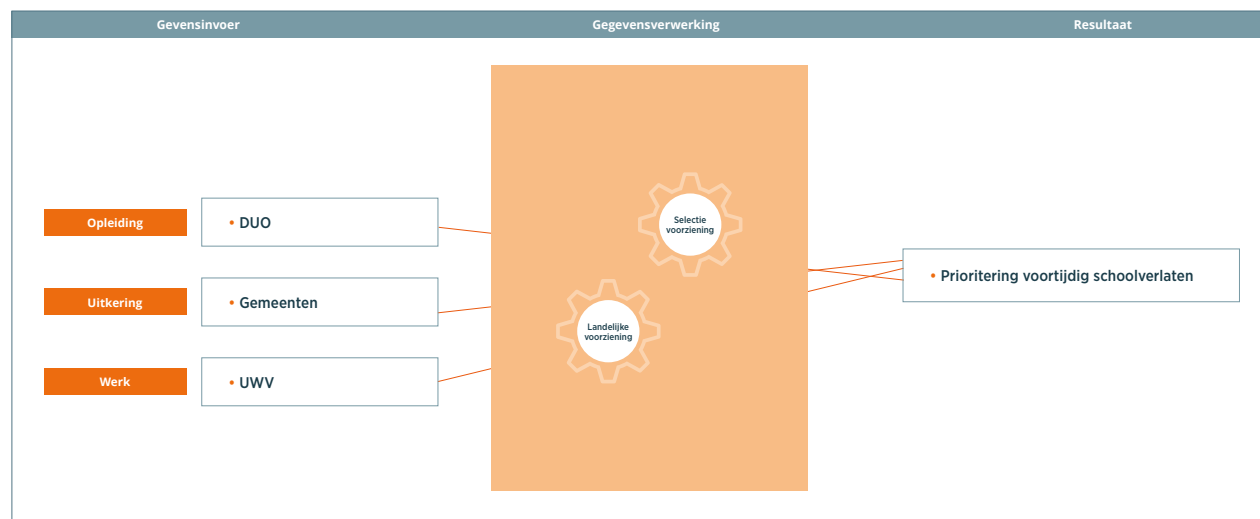 Gevensinvoer
Gegevensverwerking
Resultaat
Opleiding
• DUO
Uitkering
• Gemeenten
Werk
• UWV
Selectie
voorziening
Landelijke
voorziening
• Prioritering voortijdig schoolverlaten